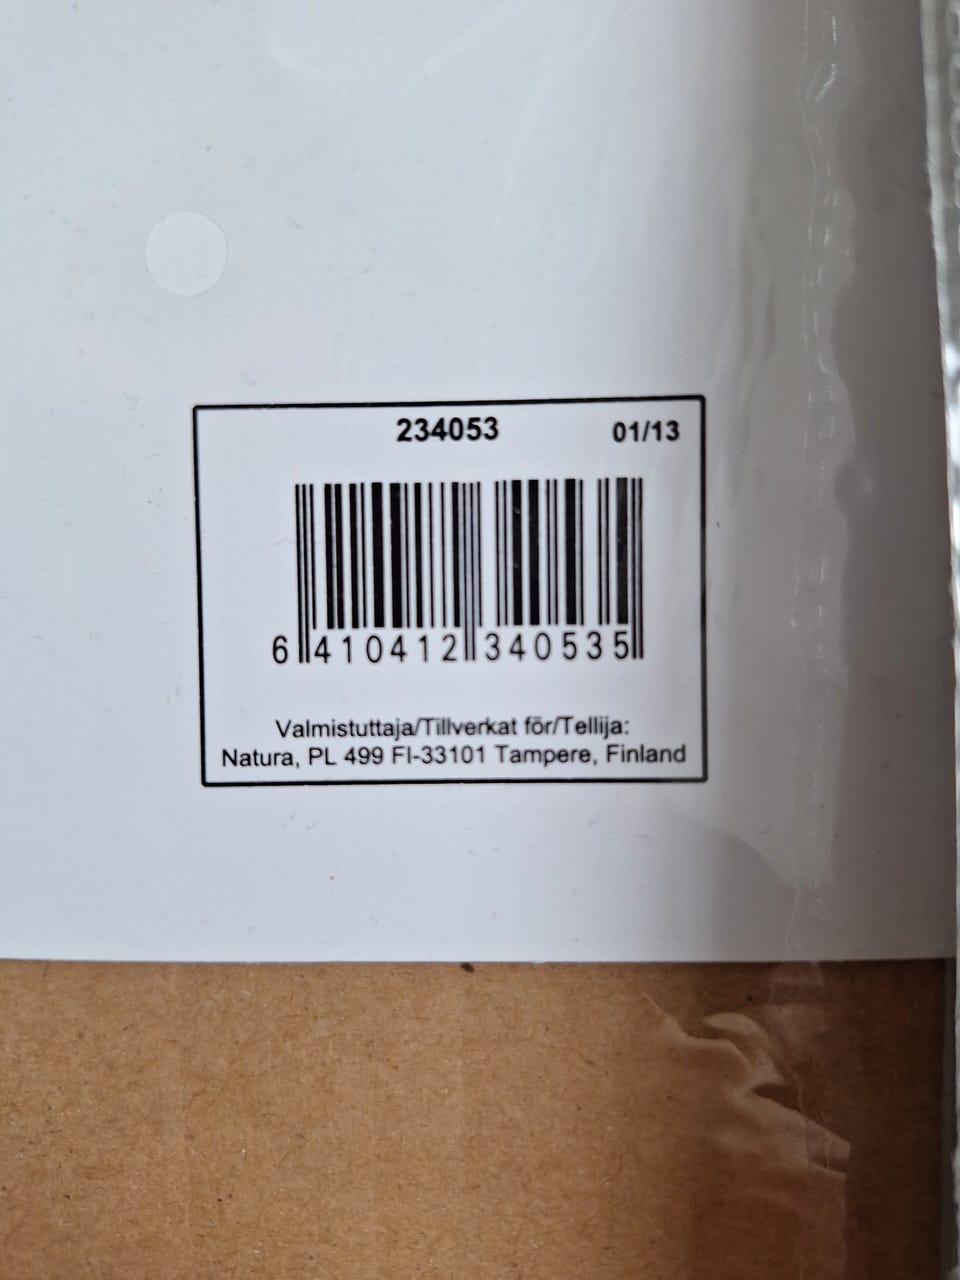 234053 01/13
6 410412 340535
Valmistuttaja/Tillverkat för/Tellija:
Natura, PL 499 FI-33101 Tampere, Finland